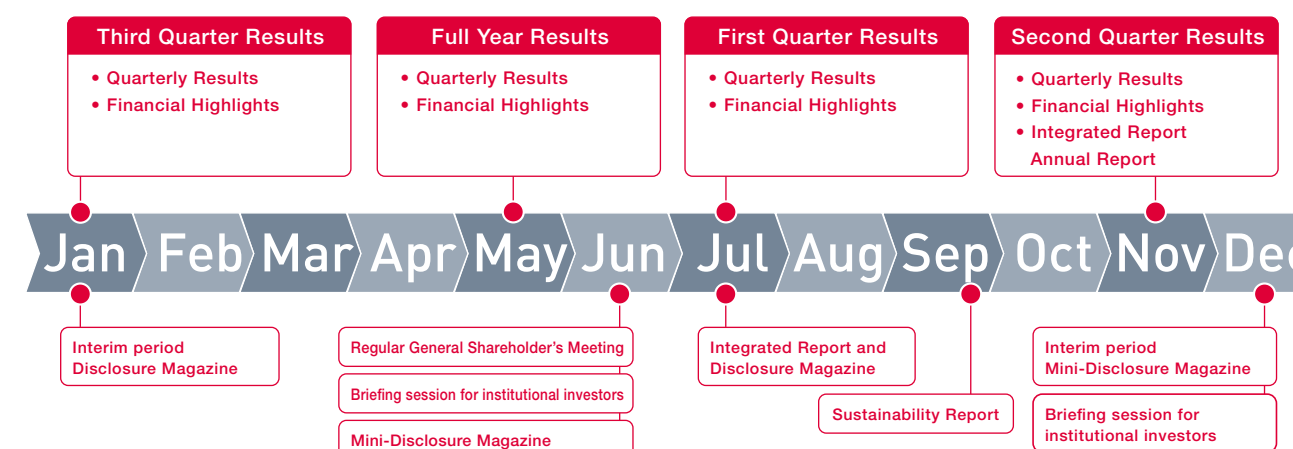 Third Quarter Results
• Quarterly Results
• Financial Highlights
Full Year Results
• Quarterly Results
• Financial Highlights
First Quarter Results
• Quarterly Results
• Financial Highlights
Second Quarter Results
• Quarterly Results
• Financial Highlights
• Integrated Report
Annual Report
Jan Feb Mar Apr May Jun Jul Aug Sep Oct Nov Dec
Interim period
Disclosure Magazine
Regular General Shareholder's Meeting
Briefing session for institutional investors
Mini-Disclosure Magazine
Integrated Report and
Disclosure Magazine
Sustainability Report
Interim period
Mini-Disclosure Magazine
Briefing session for
institutional investors